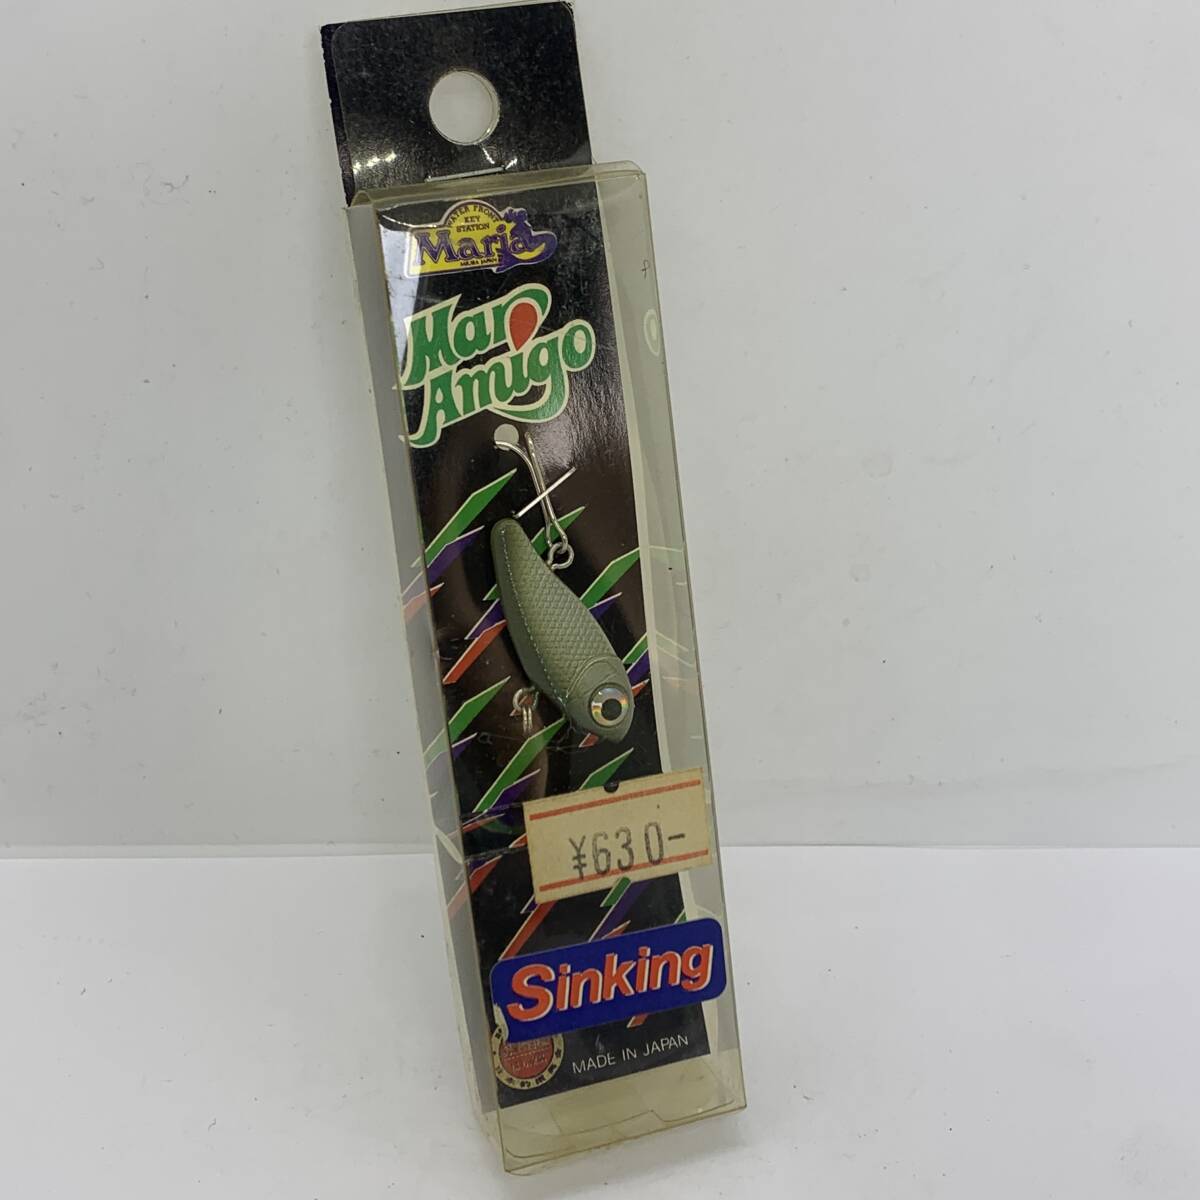 WATER FRONT
KEY
STATION
Maria
Mar
Amigo
¥630-
Sinking
MADE IN JAPAN